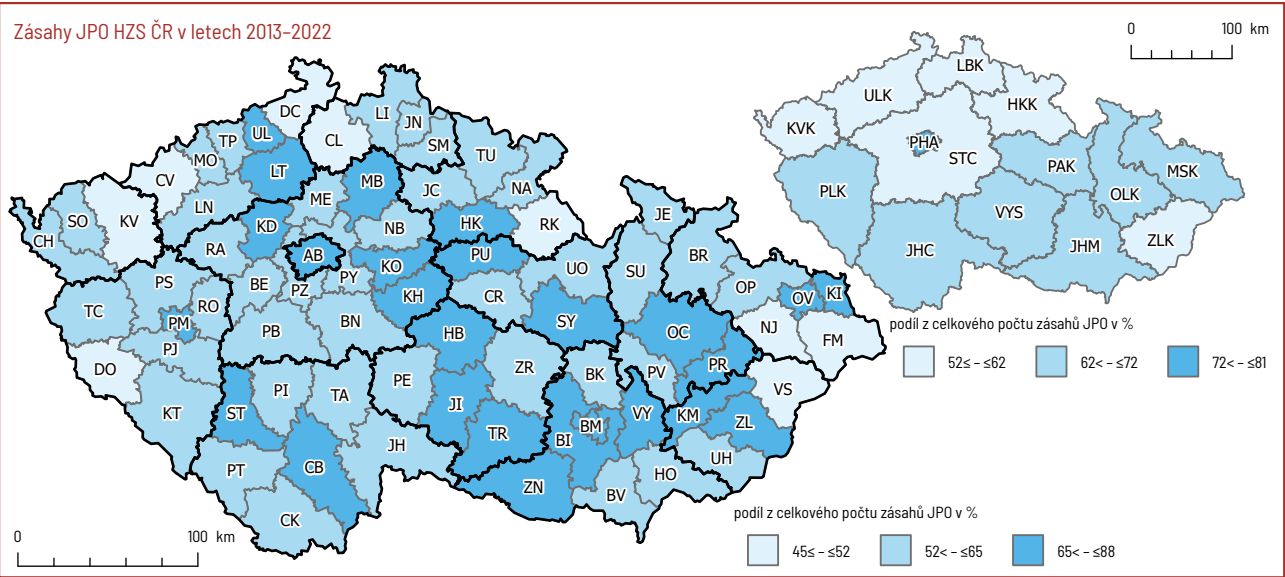 Zásahy JPO HZS ČR v letech 2013–2022
0 100 km
LBK
ULK
HKK
KVK
PHA
STC
PAK
MSK
PLK
OLK
VYS
ZLK
JHC
JHM
podíl z celkového počtu zásahů JPO v %
52≤ – ≤62 62< – ≤72 72< – ≤81
DC
LI
JN
UL
TP
CL
SM
MO
TU
LT
CV
MB
JC
NA
ME
LN
SO
KV
HK
RK
JE
KD
NB
CH
RA
AB
PU
BR
KO
UO
SU
PS
BE
PZ
PY
OP
RO
KH
CR
OV
KI
TC
PM
SY
PB
BN
NJ
HB
OC
FM
PJ
DO
PR
ZR
BK
PV
PE
VS
PI
TA
KT
ST
JI
VY
KM
ZL
BM
TR
BI
JH
UH
PT
CB
HO
ZN
BV
CK
0 100 km
podíl z celkového počtu zásahů JPO v %
45≤ – ≤52 52< – ≤65 65< – ≤88